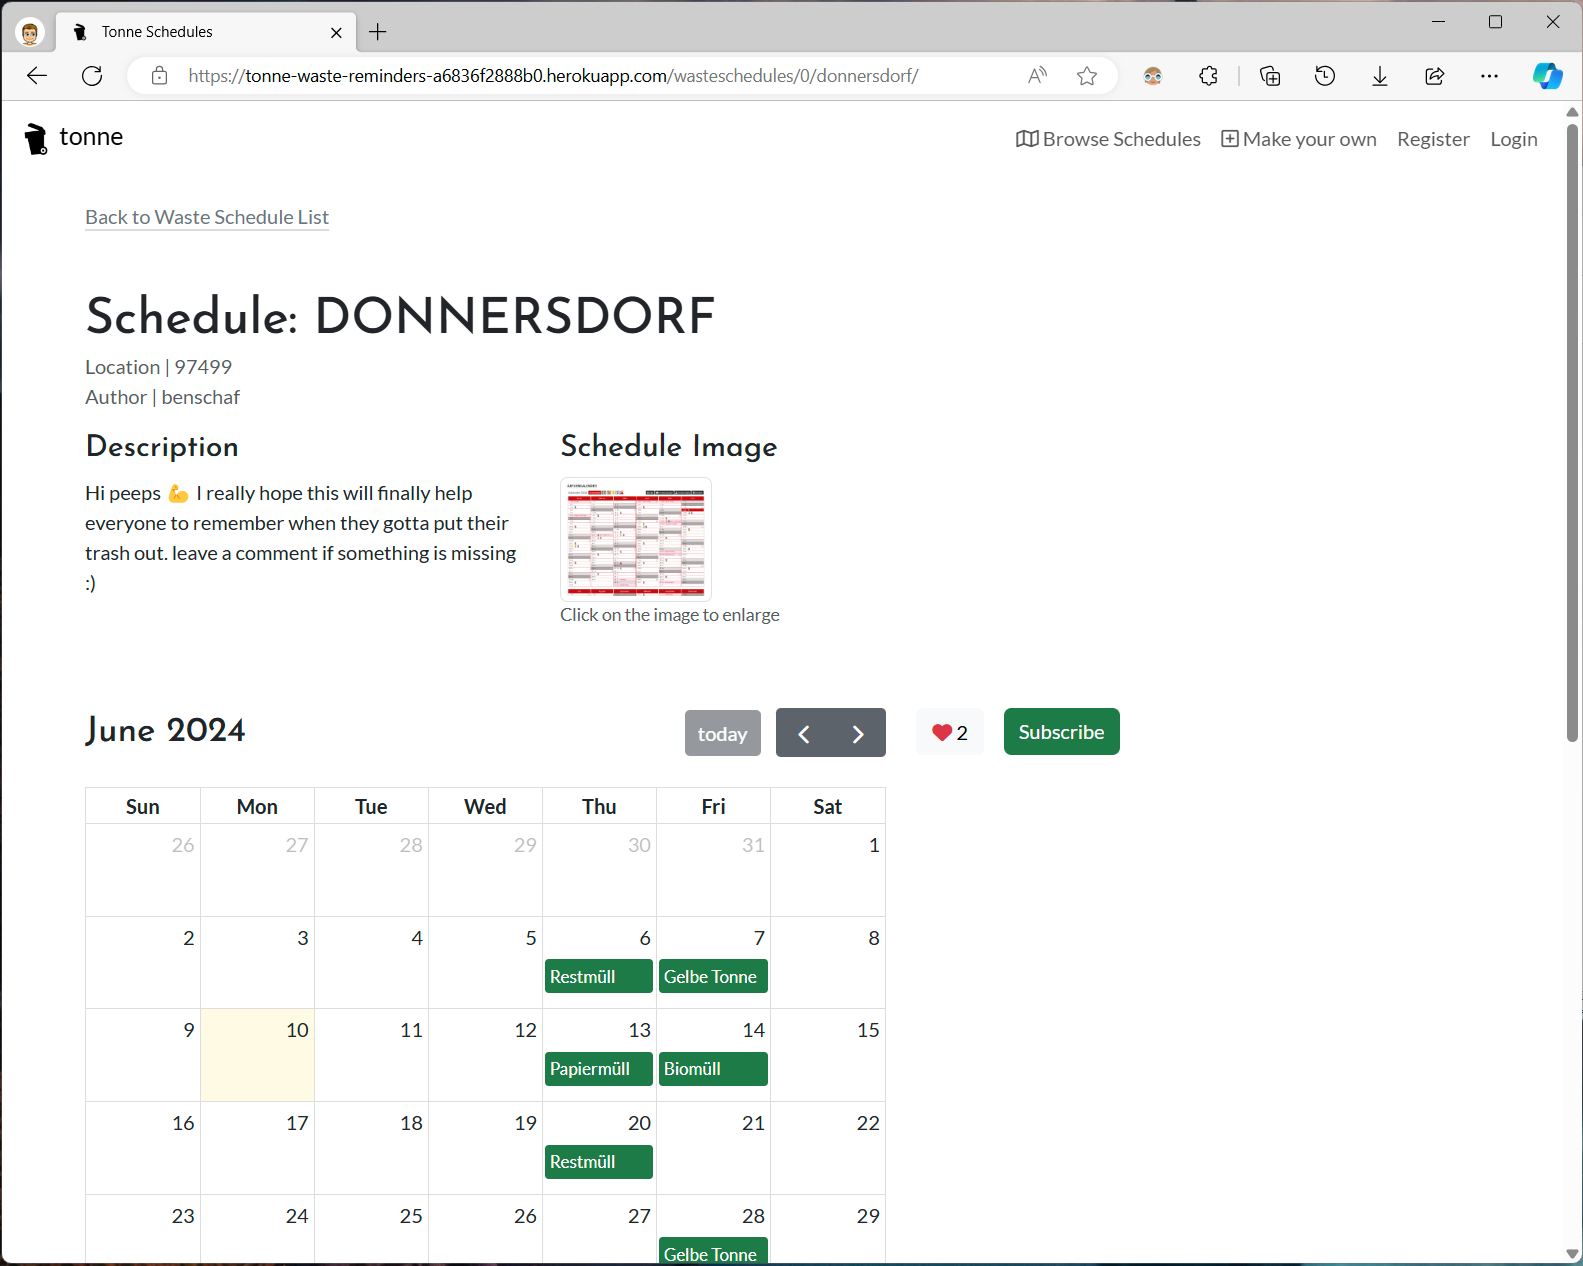 Tonne Schedules
https://tonne-waste-reminders-a6836f2888b0.herokuapp.com/wasteschedules/0/donnersdorf/
tonne
Browse Schedules Make your own Register Login
Back to Waste Schedule List
Schedule: DONNERSDORF
Location | 97499
Author | benschaf
Description
Hi peeps 💪 I really hope this will finally help
everyone to remember when they gotta put their
trash out. leave a comment if something is missing
:)
Schedule Image
Click on the image to enlarge
June 2024
today
2
Subscribe
Sun Mon Tue Wed Thu Fri Sat
26 27 28 29 30 31 1
2 3 4 5 6 7 8
Restmüll Gelbe Tonne
9 10 11 12 13 14 15
Papiermüll Biomüll
16 17 18 19 20 21 22
Restmüll
23 24 25 26 27 28 29
Gelbe Tonne